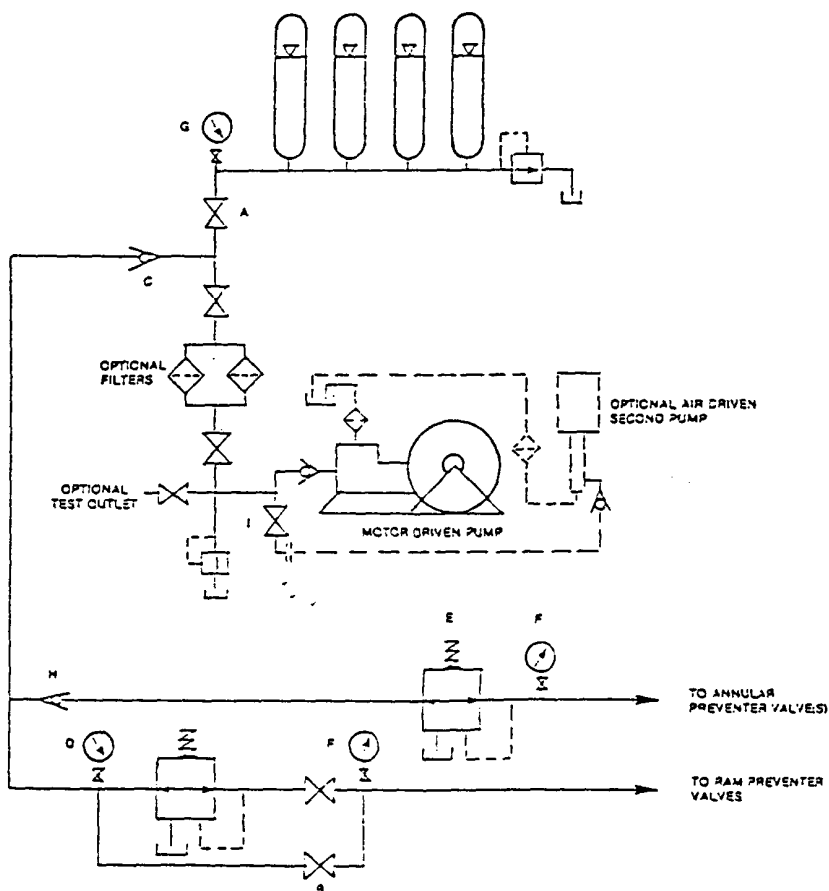 G
A
C
OPTIONAL
FILTERS
OPTIONAL AIR DRIVEN
SECOND PUMP
OPTIONAL
TEST OUTLET
I
MOTOR DRIVEN PUMP
E
F
H
TO ANNULAR
PREVENTER VALVE(S)
D
F
TO RAM PREVENTER
VALVES